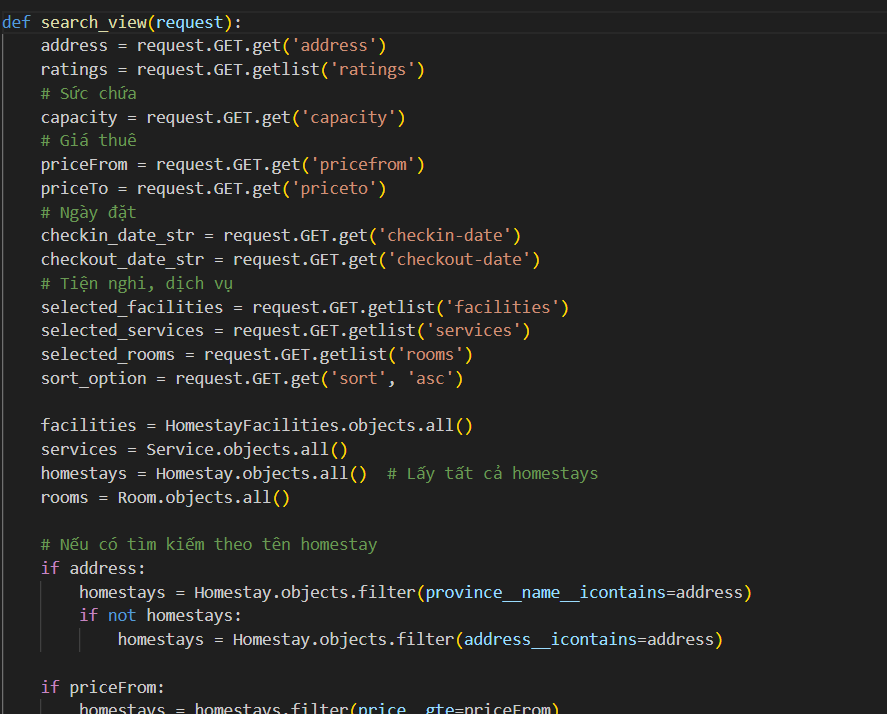 def search_view(request):
    address = request.GET.get('address')
    ratings = request.GET.getlist('ratings')
    # Sức chứa
    capacity = request.GET.get('capacity')
    # Giá thuê
    priceFrom = request.GET.get('pricefrom')
    priceTo = request.GET.get('priceto')
    # Ngày đặt
    checkin_date_str = request.GET.get('checkin-date')
    checkout_date_str = request.GET.get('checkout-date')
    # Tiện nghi, dịch vụ
    selected_facilities = request.GET.getlist('facilities')
    selected_services = request.GET.getlist('services')
    selected_rooms = request.GET.getlist('rooms')
    sort_option = request.GET.get('sort', 'asc')
    facilities = HomestayFacilities.objects.all()
    services = Service.objects.all()
    homestays = Homestay.objects.all()  # Lấy tất cả homestays
    rooms = Room.objects.all()
    # Nếu có tìm kiếm theo tên homestay
    if address:
        homestays = Homestay.objects.filter(province__name__icontains=address)
        if not homestays:
            homestays = Homestay.objects.filter(address__icontains=address)
    if priceFrom:
        homestays = homestays.filter(price__gte=priceFrom)